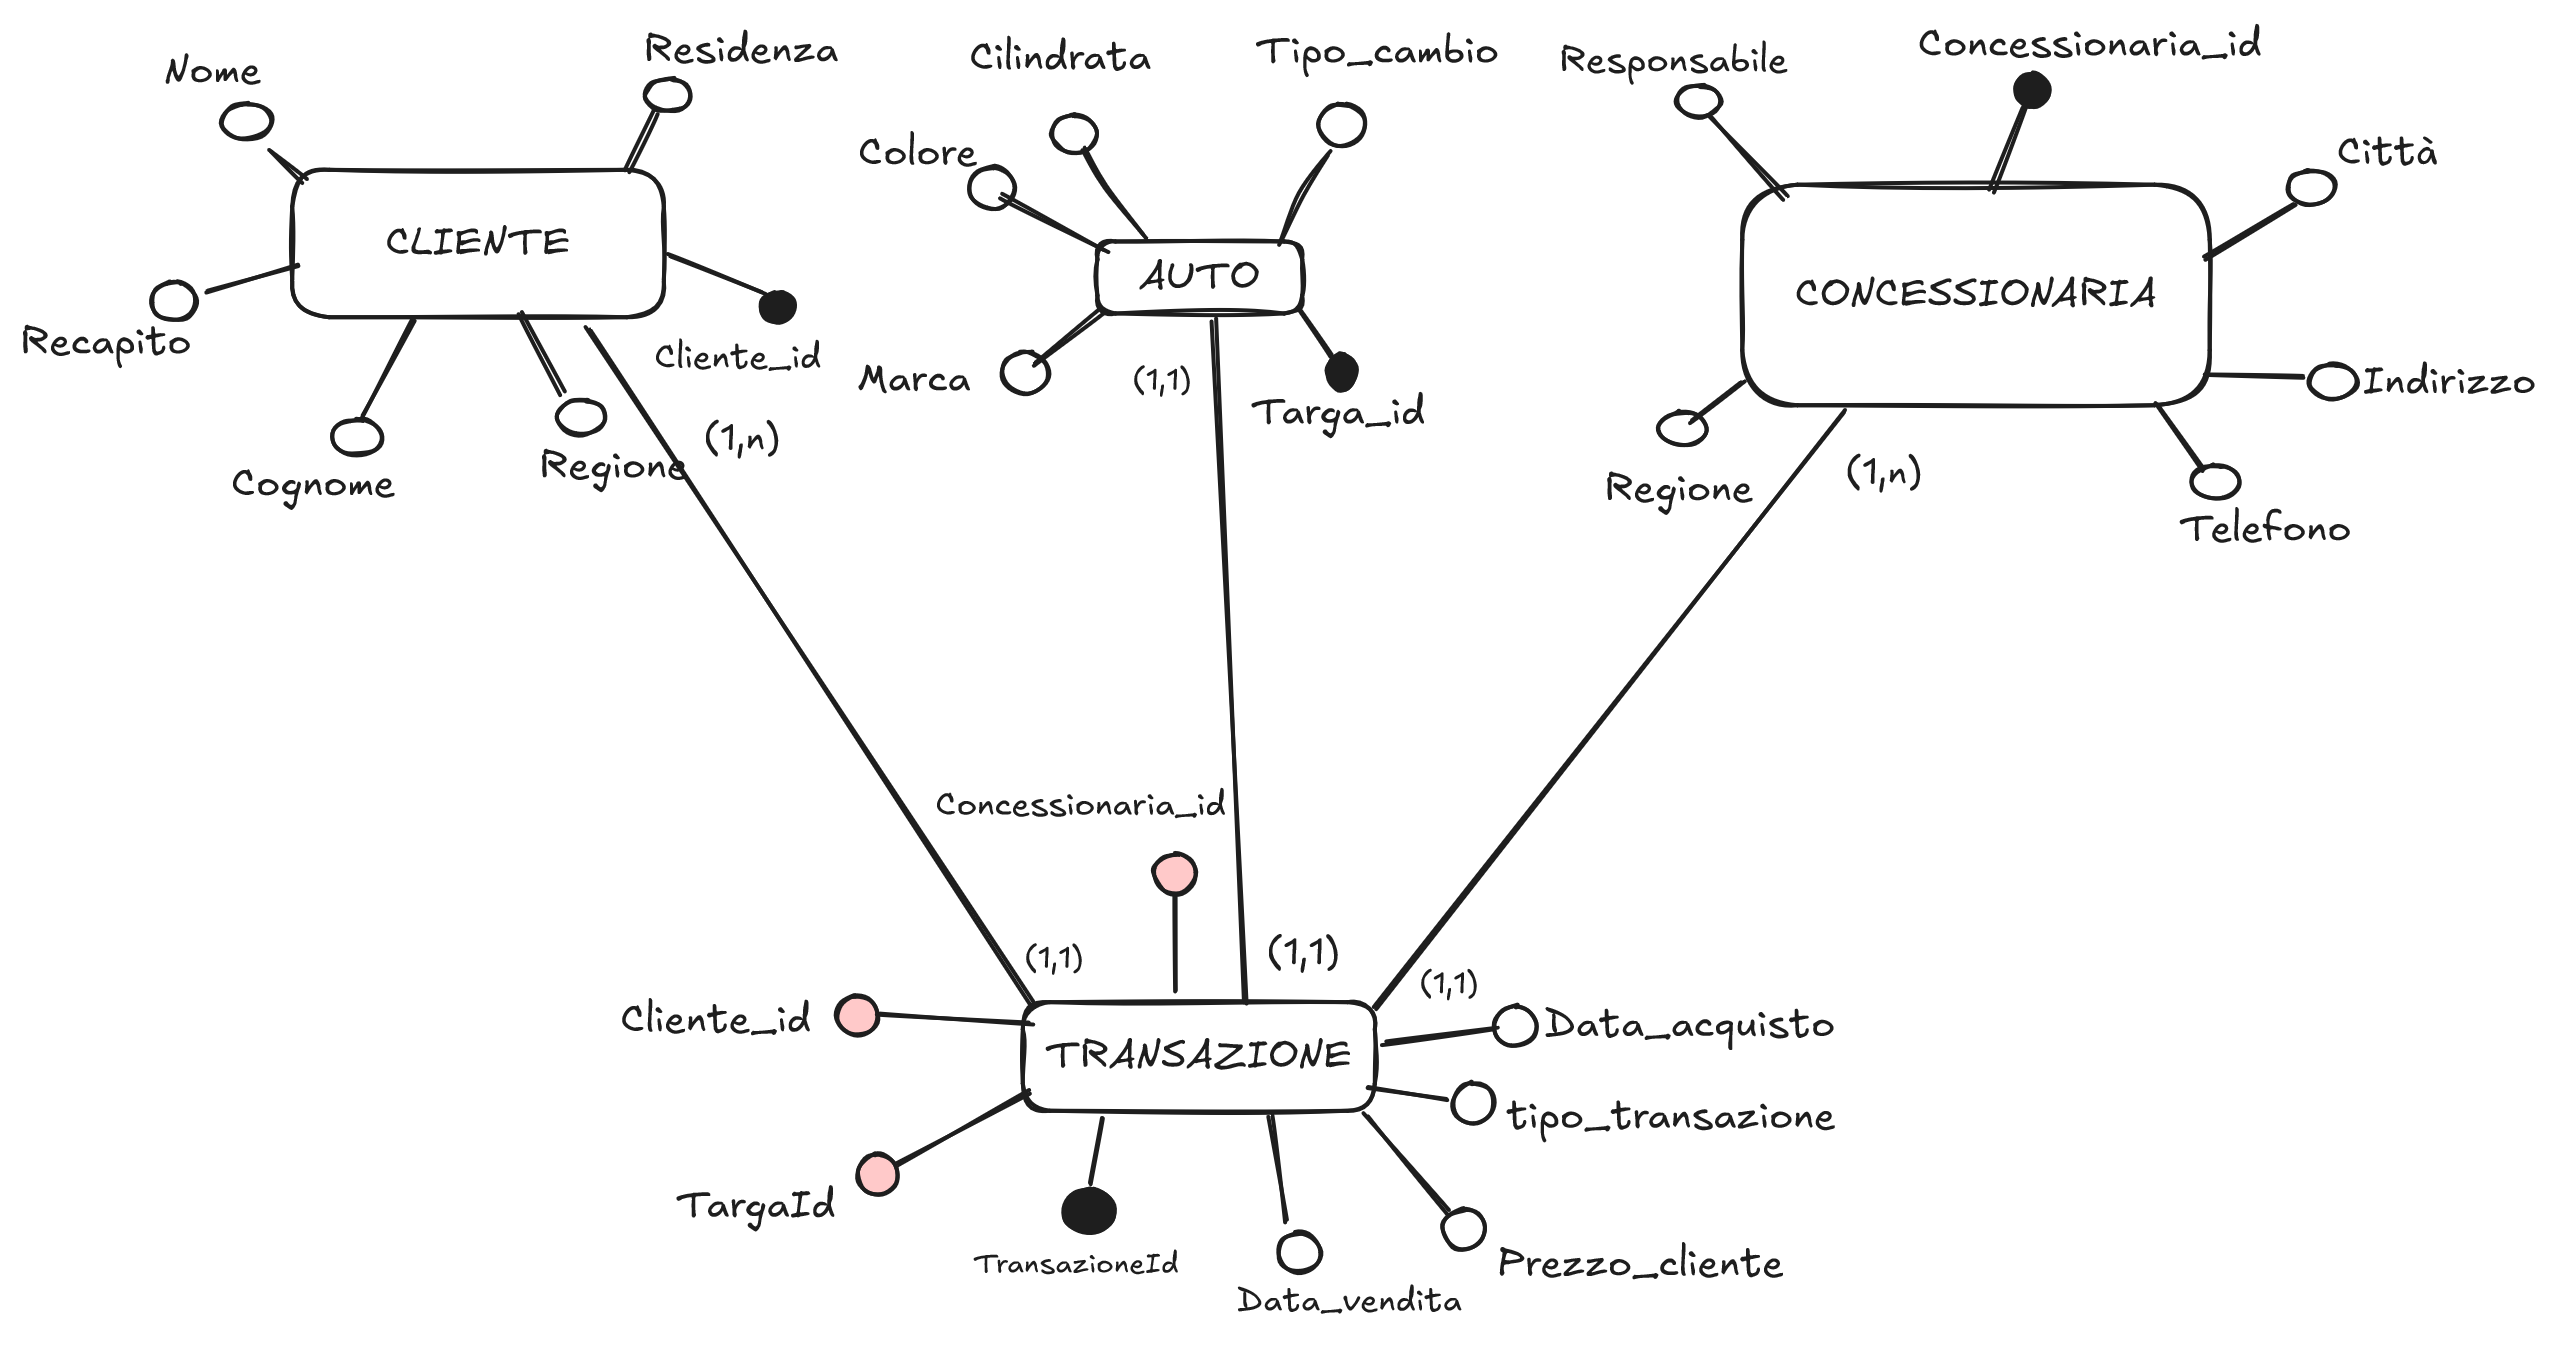 Nome
Residenza
Cilindrata
Tipo_cambio
Responsabile
Concessionaria_id
Colore
Città
CLIENTE
AUTO
CONCESSIONARIA
Recapito
Cliente_id
Marca
(1,1)
Targa_id
Indirizzo
Cognome
Regione
(1,n)
Regione
(1,n)
Telefono
Concessionaria_id
(1,1)
(1,1)
(1,1)
Cliente_id
TRANSAZIONE
Data_acquisto
tipo_transazione
TargaId
TransazioneId
Data_vendita
Prezzo_cliente